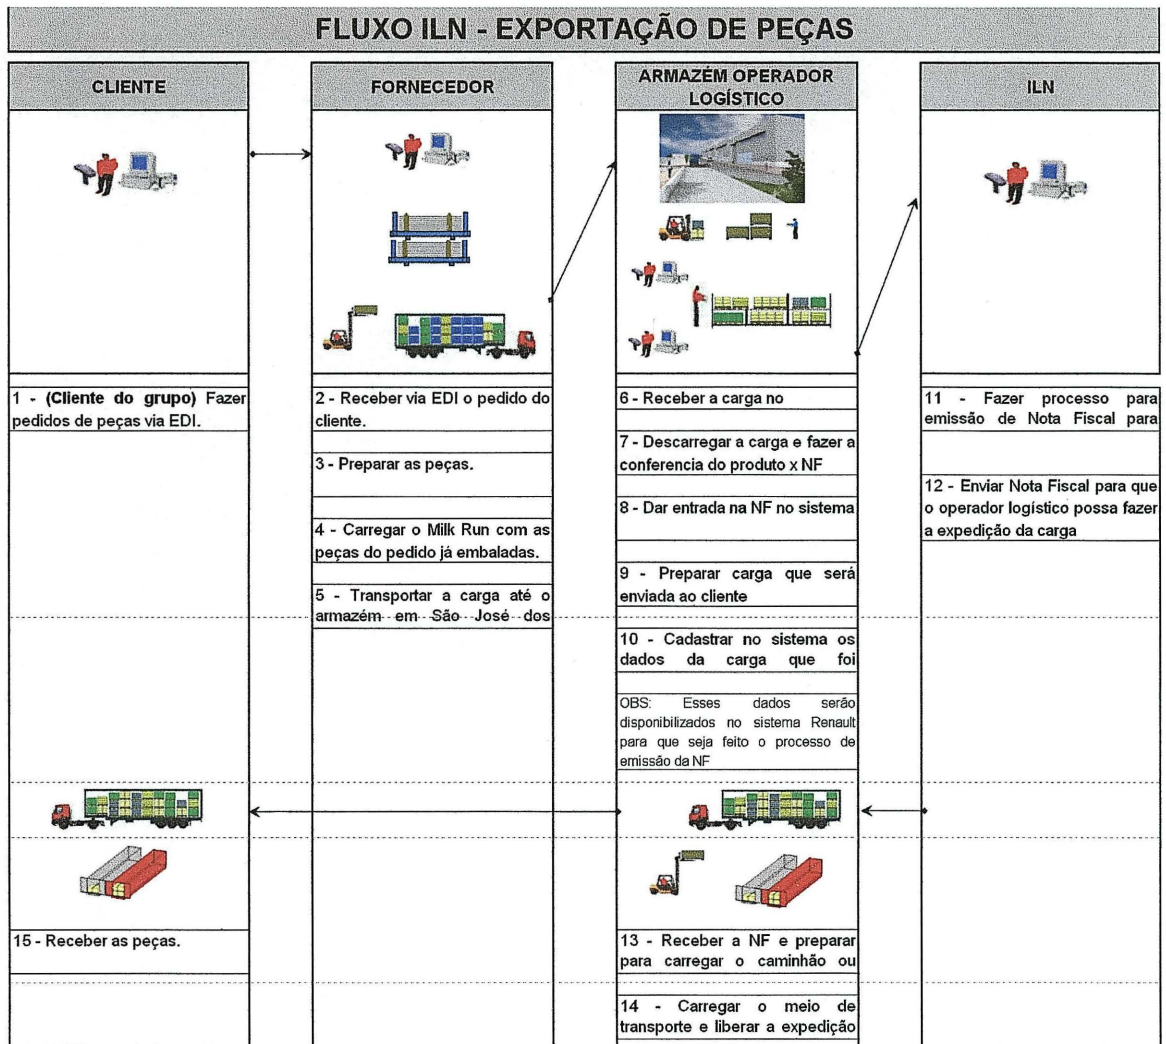 FLUXO ILN - EXPORTAÇÃO DE PEÇAS
CLIENTE
1 - (Cliente do grupo) Fazer
pedidos de peças via EDI.
15 - Receber as peças.
FORNECEDOR
2 - Receber via EDI o pedido do
cliente.
3 - Preparar as peças.
4 - Carregar o Milk Run com as
peças do pedido já embaladas.
5 - Transportar a carga até o
armazém em São José dos
ARMAZÉM OPERADOR
LOGÍSTICO
6 - Receber a carga no
7 - Descarregar a carga e fazer a
conferencia do produto x NF
8 - Dar entrada na NF no sistema
9 - Preparar carga que será
enviada ao cliente
10 - Cadastrar no sistema os
dados da carga que foi
OBS: Esses dados serão
disponibilizados no sistema Renault
para que seja feito o processo de
emissão da NF
13 - Receber a NF e preparar
para carregar o caminhão ou
14 - Carregar o meio de
transporte e liberar a expedição
ILN
11 - Fazer processo para
emissão de Nota Fiscal para
12 - Enviar Nota Fiscal para que
o operador logístico possa fazer
a expedição da carga